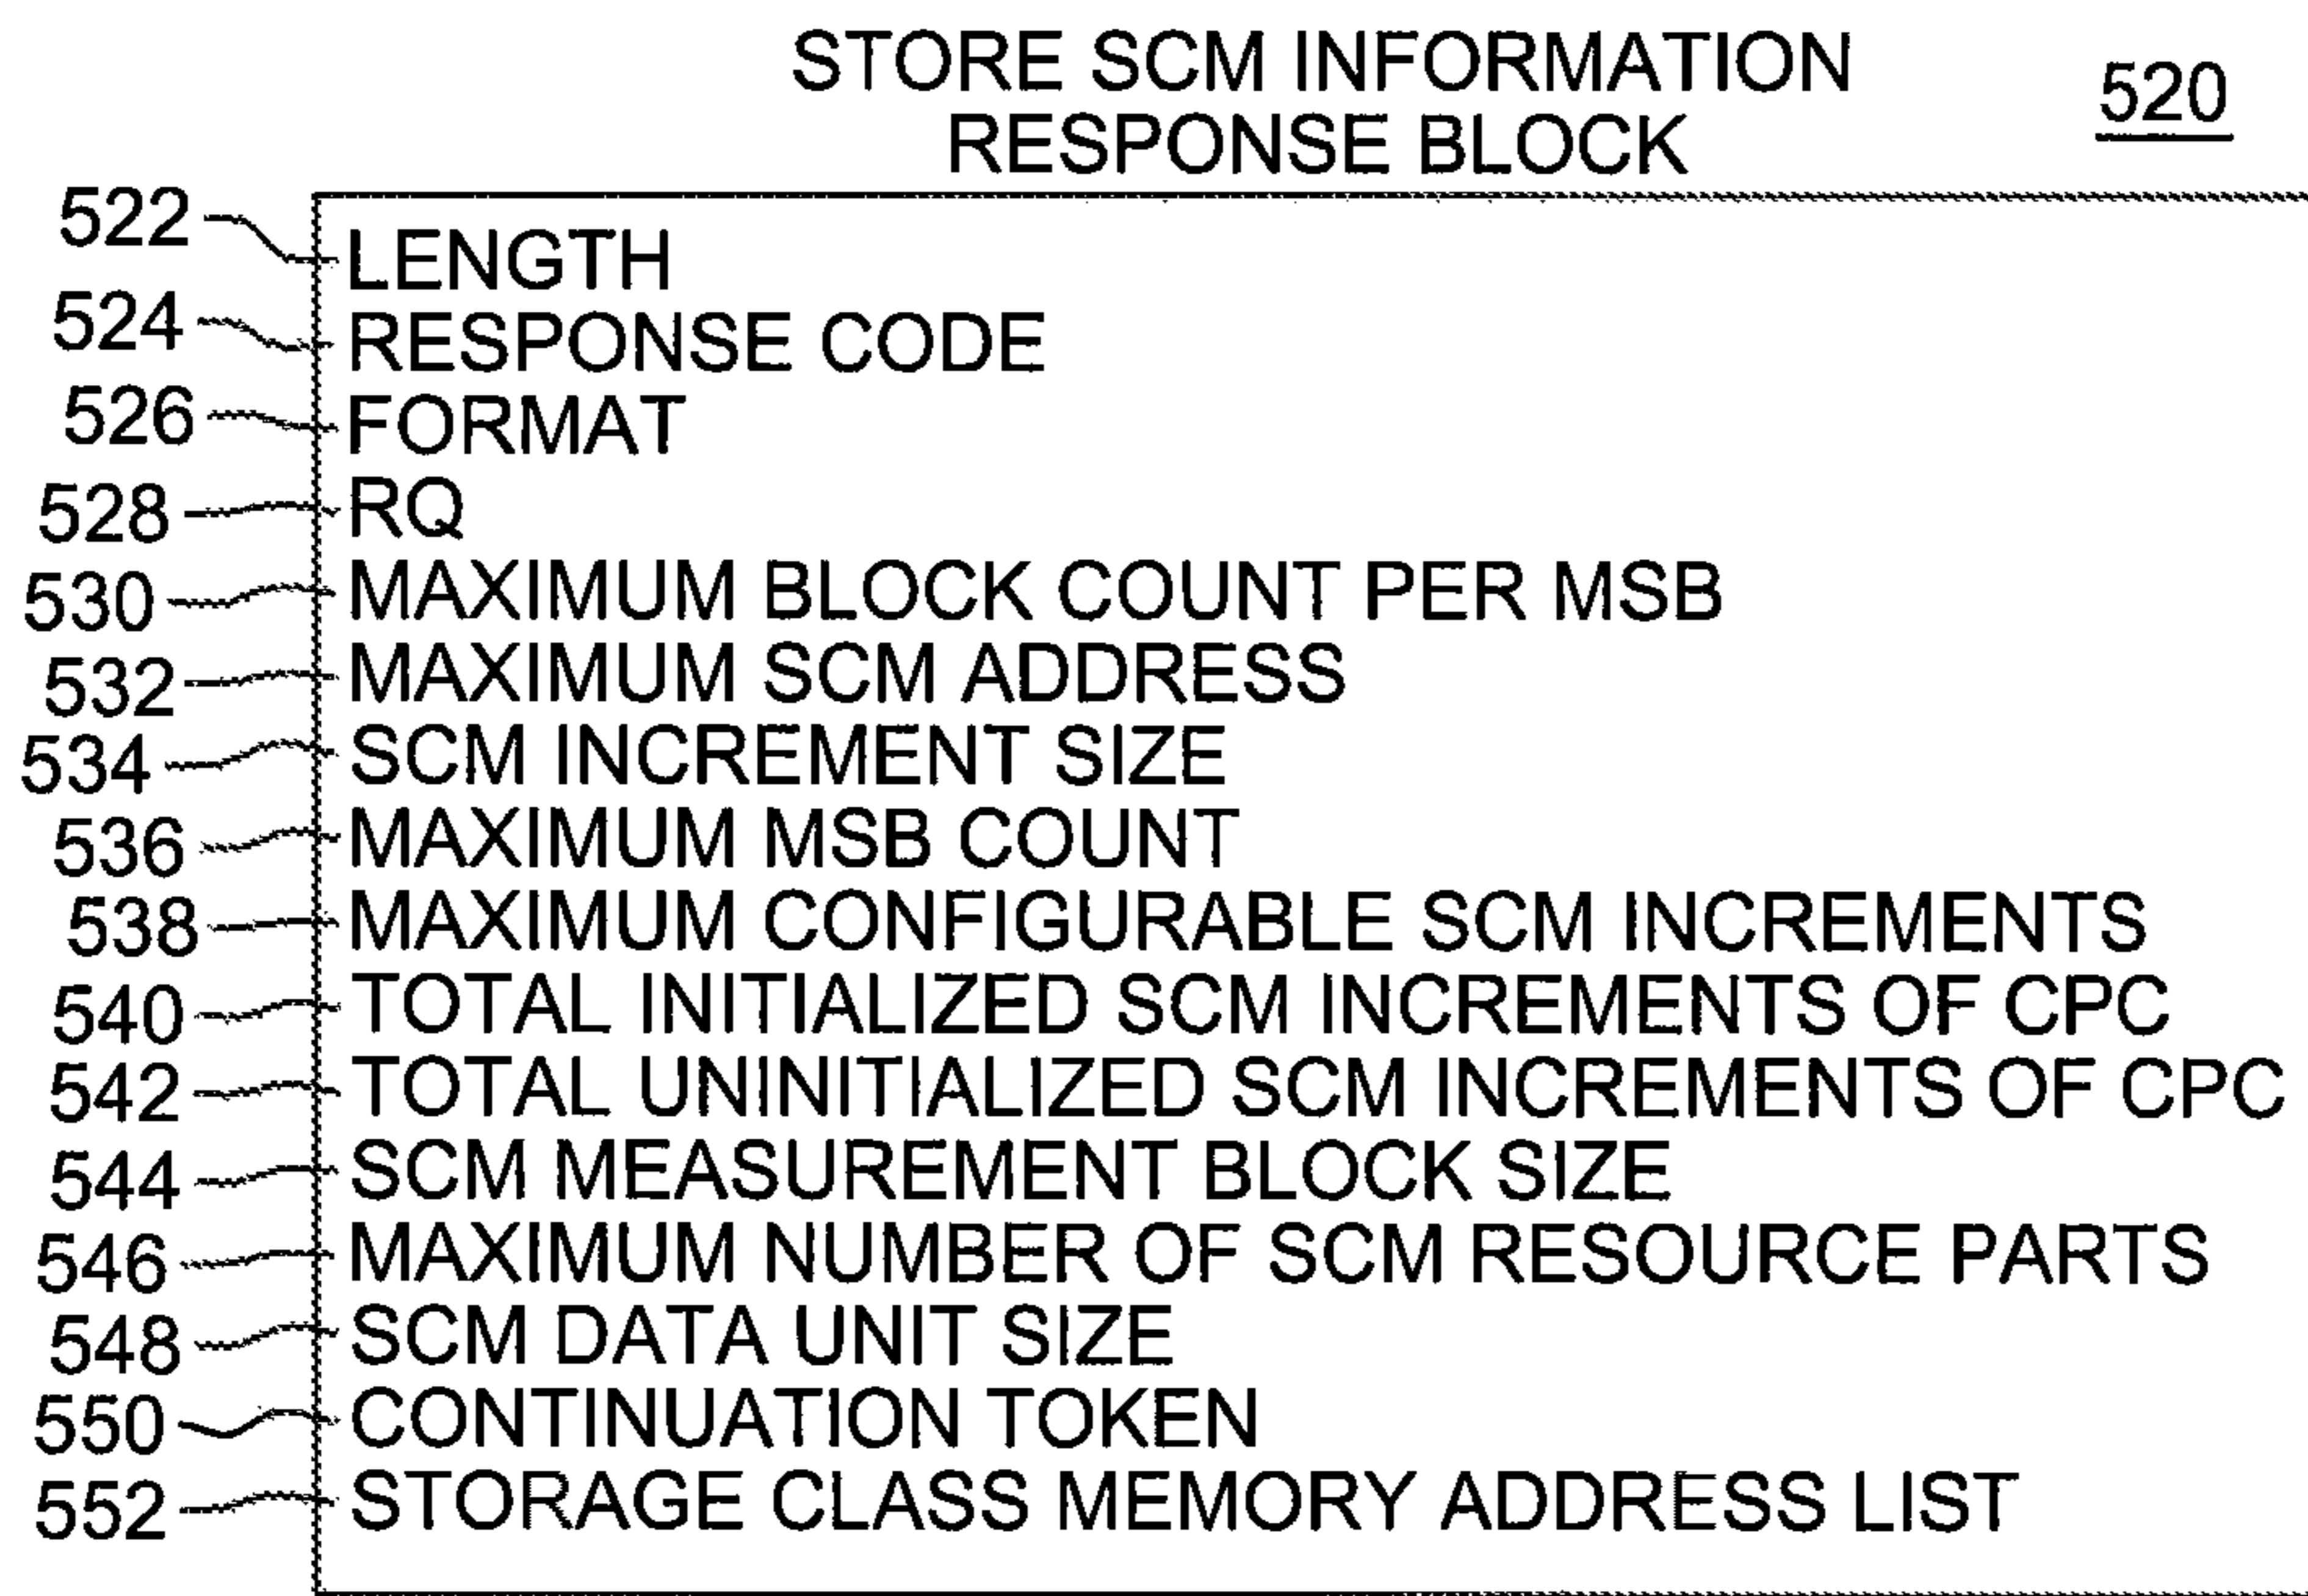 STORE SCM INFORMATION
RESPONSE BLOCK
520
522 LENGTH
524 RESPONSE CODE
526 FORMAT
528 RQ
530 MAXIMUM BLOCK COUNT PER MSB
532 MAXIMUM SCM ADDRESS
534 SCM INCREMENT SIZE
536 MAXIMUM MSB COUNT
538 MAXIMUM CONFIGURABLE SCM INCREMENTS
540 TOTAL INITIALIZED SCM INCREMENTS OF CPC
542 TOTAL UNINITIALIZED SCM INCREMENTS OF CPC
544 SCM MEASUREMENT BLOCK SIZE
546 MAXIMUM NUMBER OF SCM RESOURCE PARTS
548 SCM DATA UNIT SIZE
550 CONTINUATION TOKEN
552 STORAGE CLASS MEMORY ADDRESS LIST